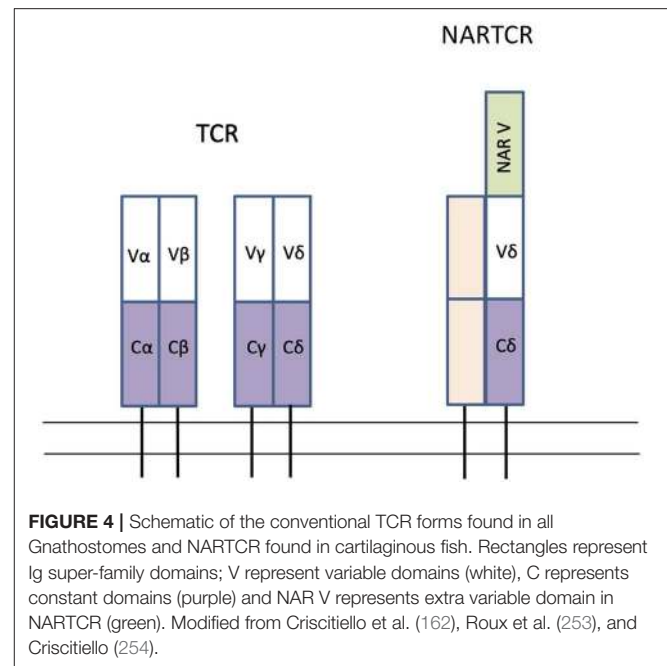 NARTCR
TCR
NAR V
Vα Vβ Vγ Vδ Vδ
Cα Cβ Cγ Cδ Cδ
FIGURE 4 | Schematic of the conventional TCR forms found in all
Gnathostomes and NARTCR found in cartilaginous fish. Rectangles represent
Ig super-family domains; V represent variable domains (white), C represents
constant domains (purple) and NAR V represents extra variable domain in
NARTCR (green). Modified from Criscitiello et al. (162), Roux et al. (253), and
Criscitiello (254).